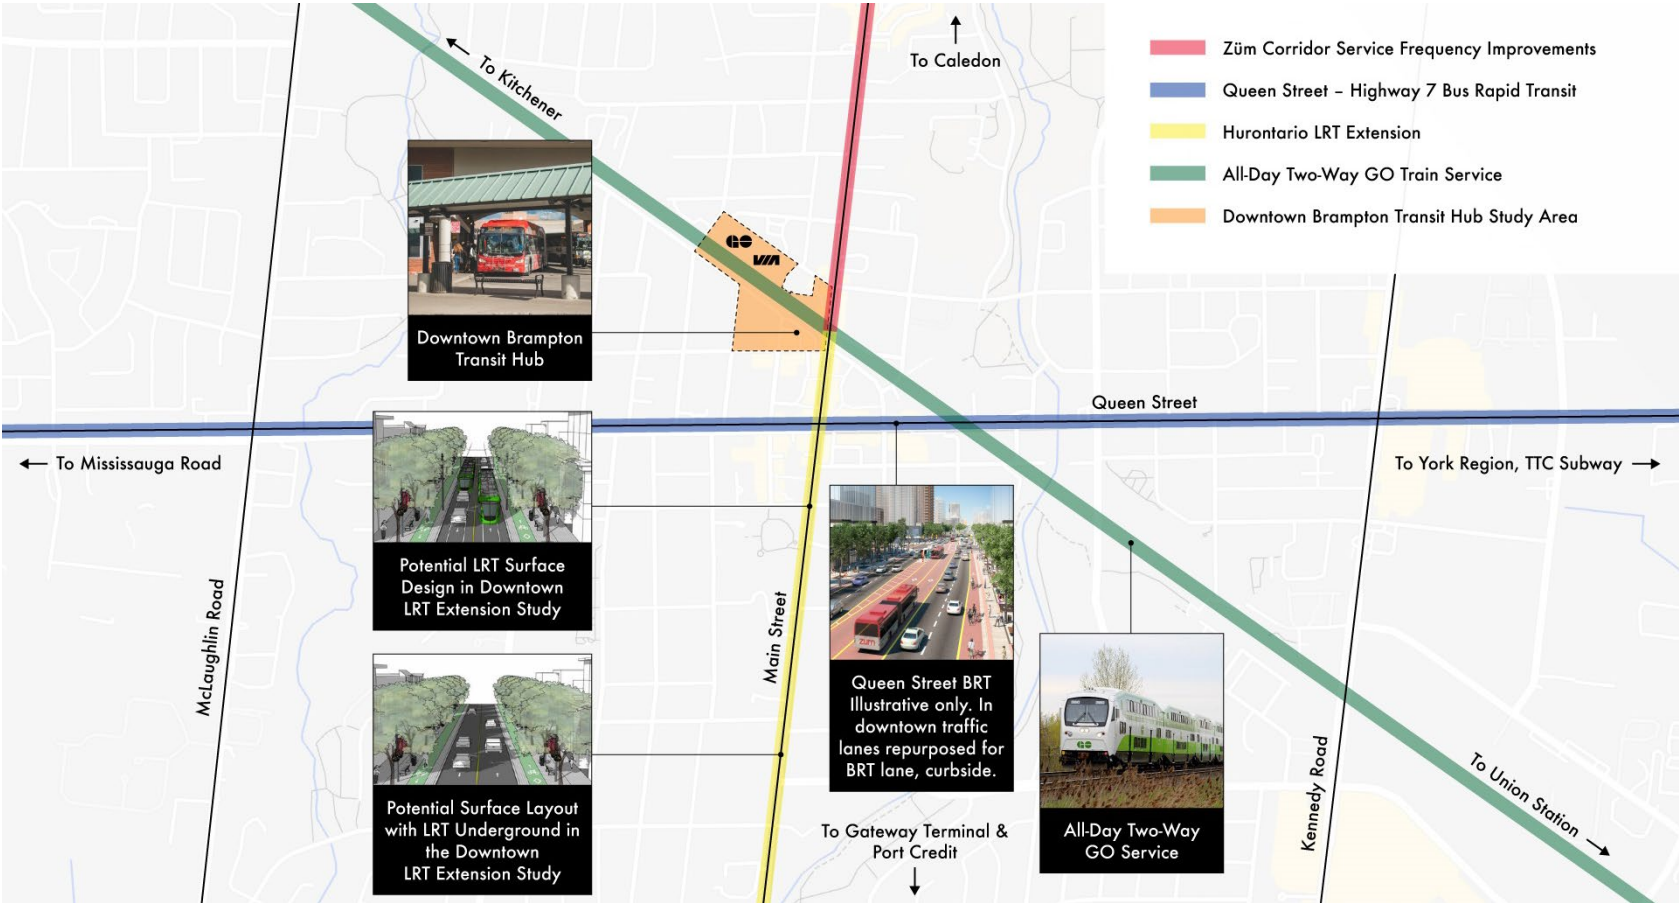 To Caledon
To Kitchener
Züm Corridor Service Frequency Improvements
Queen Street – Highway 7 Bus Rapid Transit
Hurontario LRT Extension
All-Day Two-Way GO Train Service
Downtown Brampton Transit Hub Study Area
GO
VIA
Downtown Brampton
Transit Hub
Queen Street
To Mississauga Road
To York Region, TTC Subway
Potential LRT Surface
Design in Downtown
LRT Extension Study
McLaughlin Road
Main Street
züm
Queen Street BRT
Illustrative only. In
downtown traffic
lanes repurposed for
BRT lane, curbside.
GO
All-Day Two-Way
GO Service
Kennedy Road
To Union Station
Potential Surface Layout
with LRT Underground in
the Downtown
LRT Extension Study
To Gateway Terminal &
Port Credit